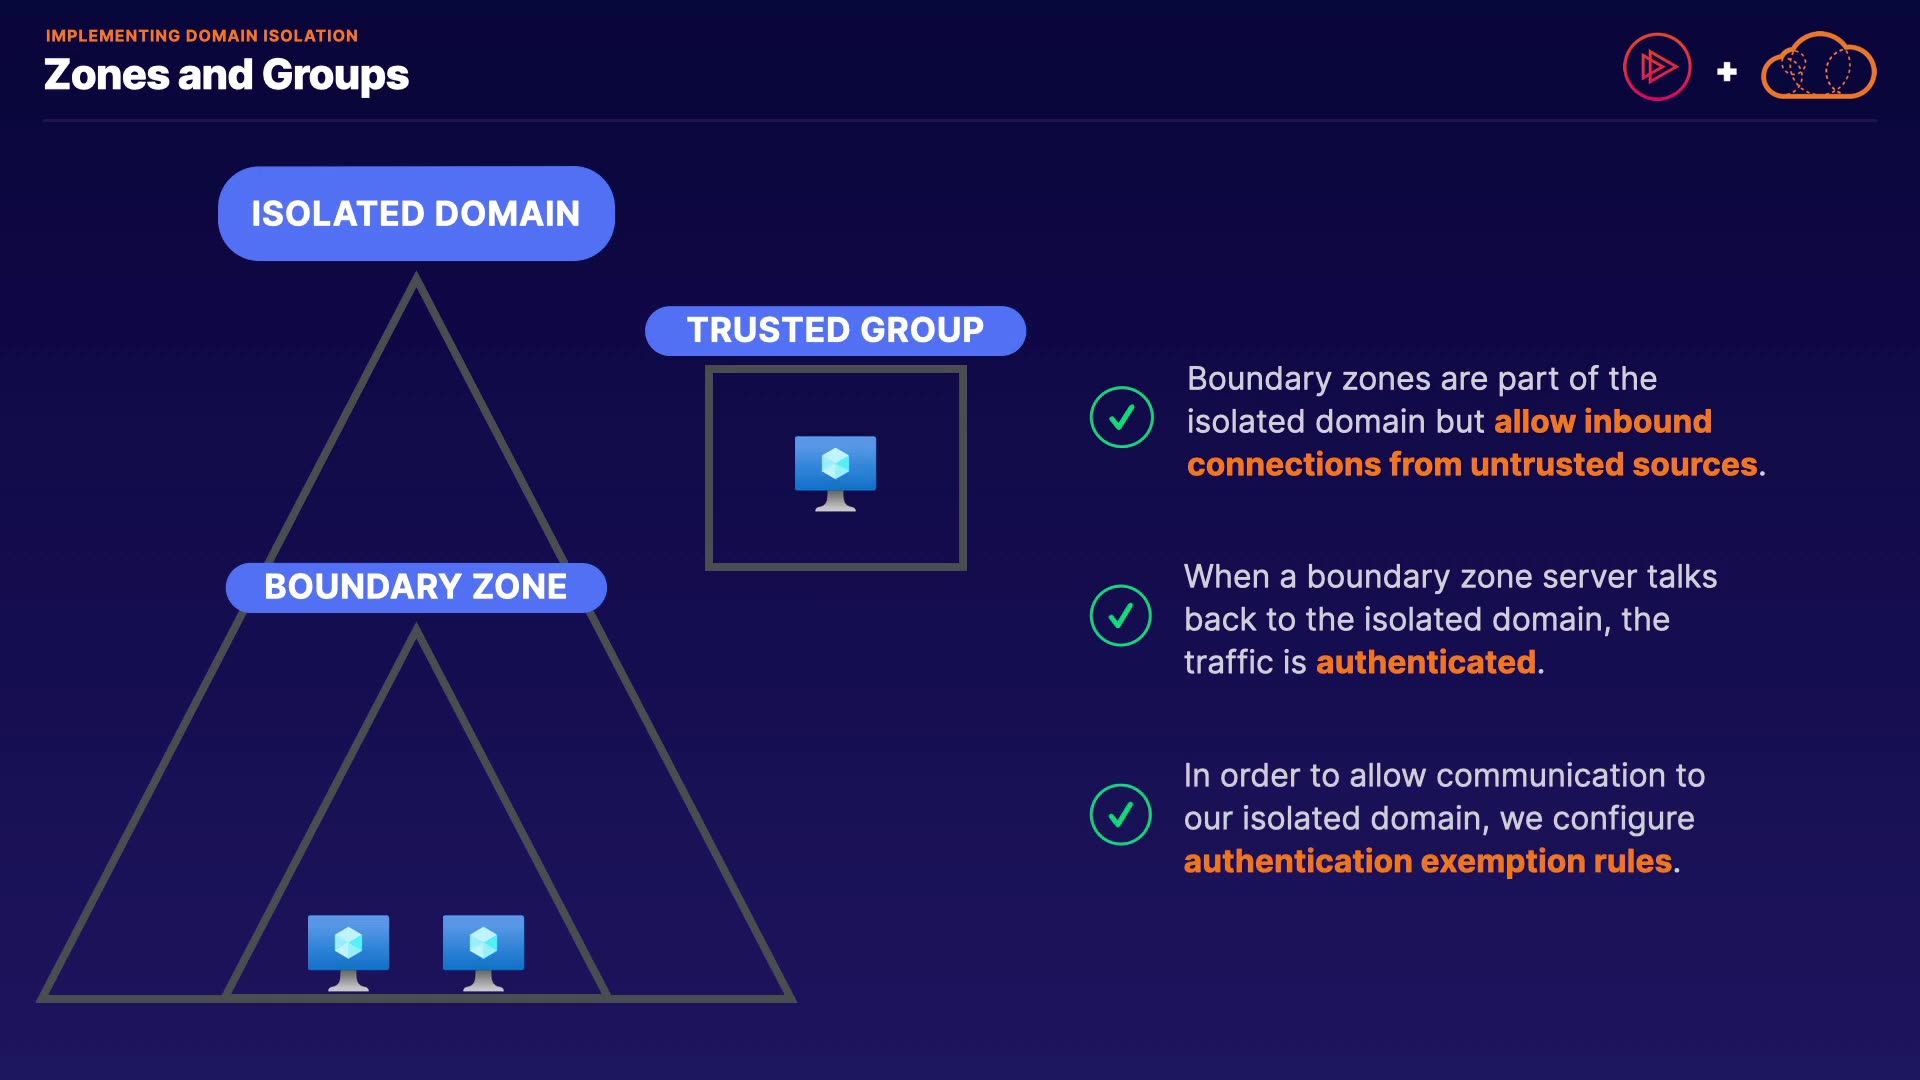 IMPLEMENTING DOMAIN ISOLATION
Zones and Groups
ISOLATED DOMAIN
TRUSTED GROUP
BOUNDARY ZONE
Boundary zones are part of the
isolated domain but allow inbound
connections from untrusted sources.
When a boundary zone server talks
back to the isolated domain, the
traffic is authenticated.
In order to allow communication to
our isolated domain, we configure
authentication exemption rules.